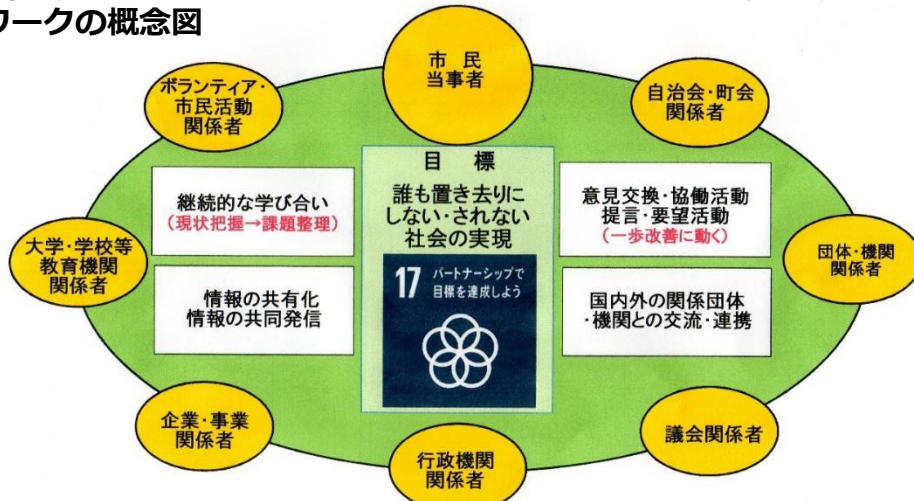 ワークの概念図
市 民
当事者
ボランティア・
市民活動
関係者
自治会・町会
関係者
目 標
誰も置き去りに
しない・されない
社会の実現
17 パートナーシップで
目標を達成しよう
継続的な学び合い
(現状把握→課題整理)
意見交換・協働活動
提言・要望活動
(一歩改善に動く)
大学・学校等
教育機関
関係者
団体・機関
関係者
情報の共有化
情報の共同発信
国内外の関係団体
・機関との交流・連携
企業・事業
関係者
行政機関
関係者
議会関係者